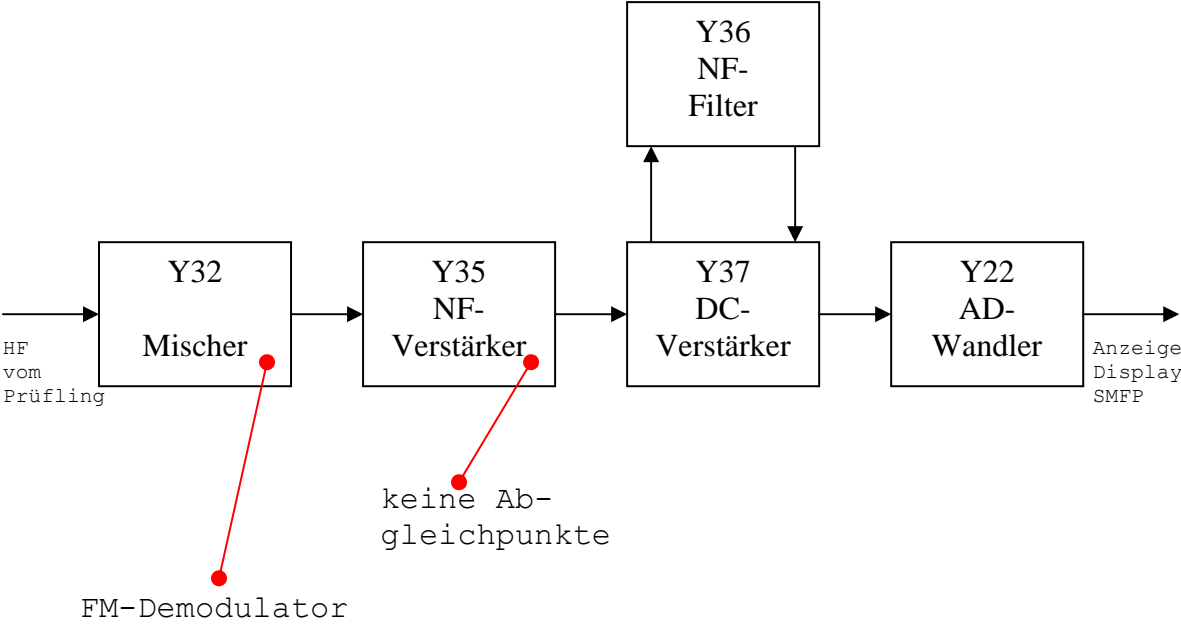 Y36
NF-
Filter
Y32
Mischer
Y35
NF-
Verstärker
Y37
DC-
Verstärker
Y22
AD-
Wandler
HF
vom
Prüfling
Anzeige
Display
SMFP
keine Ab-
gleichpunkte
FM-Demodulator